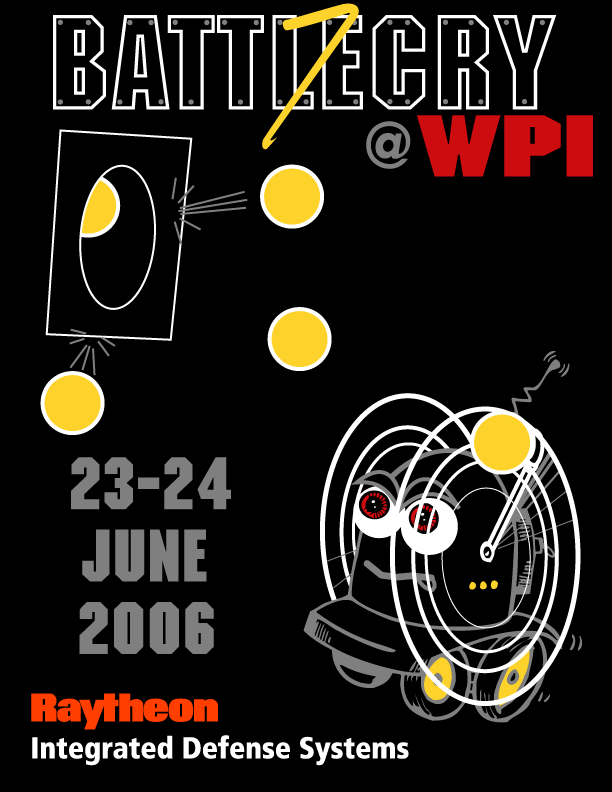 BATTLECRY
7
@WPI
23-24
JUNE
2006
Raytheon
Integrated Defense Systems